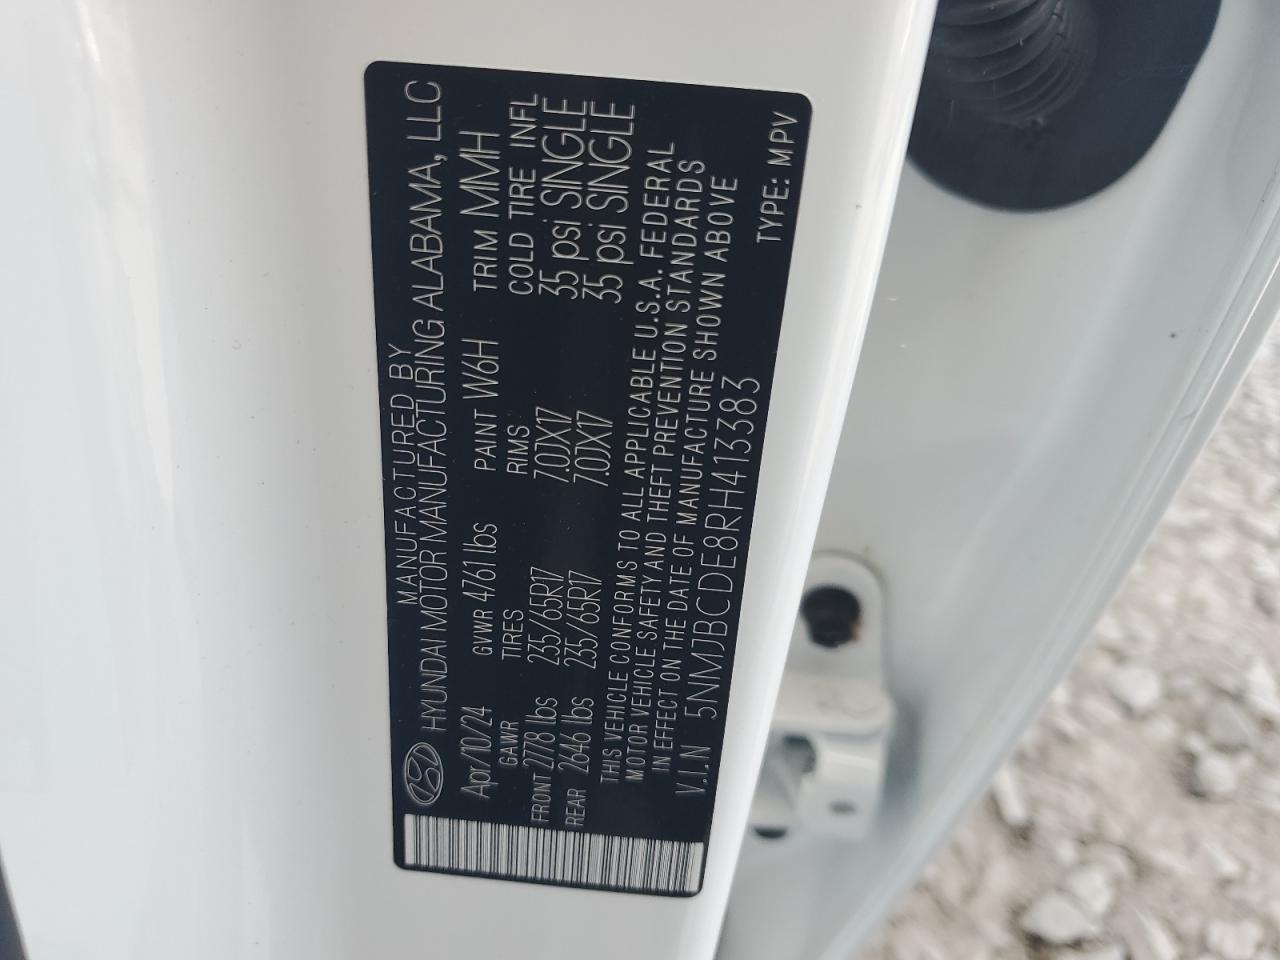 MANUFACTURED BY
HYUNDAI MOTOR MANUFACTURING ALABAMA, LLC
Apr/10/24 GVWR 4761 lbs PAINT W6H TRIM MMH
GAWR TIRES RIMS COLD TIRE INFL
FRONT 2778 lbs 235/65R17 7.0JX17 35 psi SINGLE
REAR 2646 lbs 235/65R17 7.0JX17 35 psi SINGLE
THIS VEHICLE CONFORMS TO ALL APPLICABLE U.S.A. FEDERAL
MOTOR VEHICLE SAFETY AND THEFT PREVENTION STANDARDS
IN EFFECT ON THE DATE OF MANUFACTURE SHOWN ABOVE
V.I.N 5NMJBCDE8RH413383
TYPE: MPV